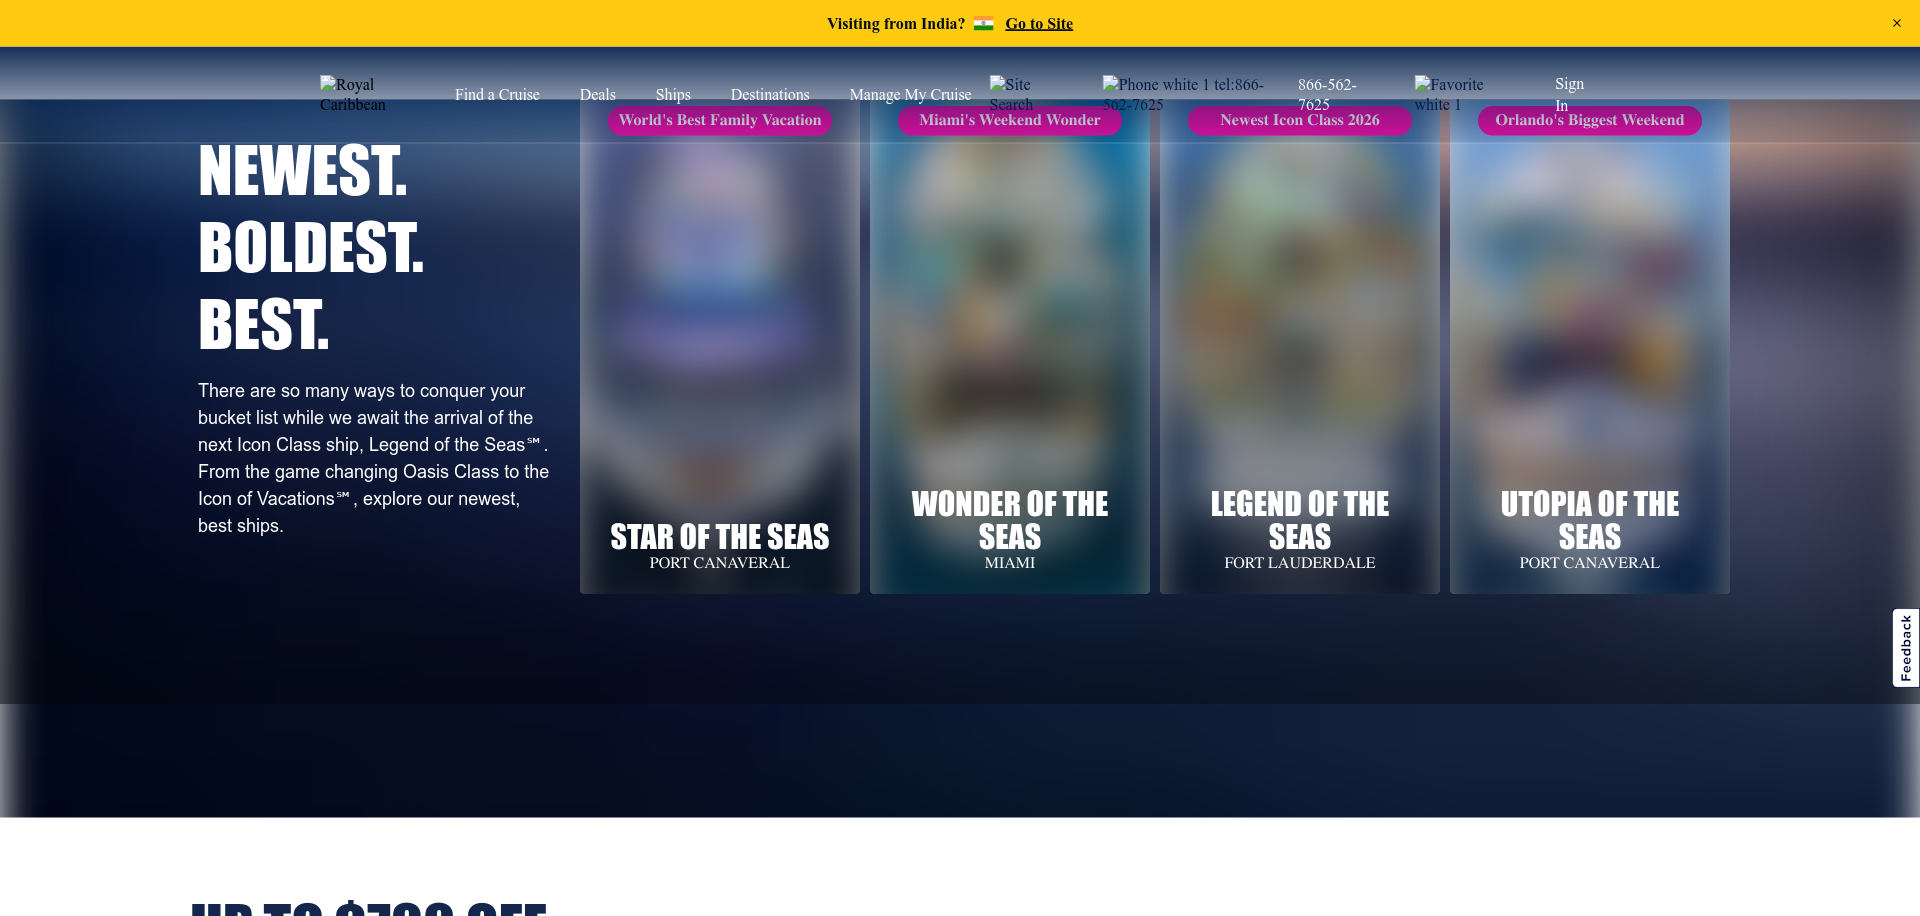 Visiting from India? Go to Site ×
Royal
Caribbean
Find a Cruise
Deals
Ships
Destinations
Manage My Cruise
Site
Search
Phone white 1 tel:866-
562-7625
866-562-
7625
Favorite
white 1
Sign
In
NEWEST.
BOLDEST.
BEST.
There are so many ways to conquer your
bucket list while we await the arrival of the
next Icon Class ship, Legend of the Seas℠.
From the game changing Oasis Class to the
Icon of Vacations℠, explore our newest,
best ships.
World's Best Family Vacation
STAR OF THE SEAS
PORT CANAVERAL
Miami's Weekend Wonder
WONDER OF THE
SEAS
MIAMI
Newest Icon Class 2026
LEGEND OF THE
SEAS
FORT LAUDERDALE
Orlando's Biggest Weekend
UTOPIA OF THE
SEAS
PORT CANAVERAL
Feedback
UP TO $700 OFF